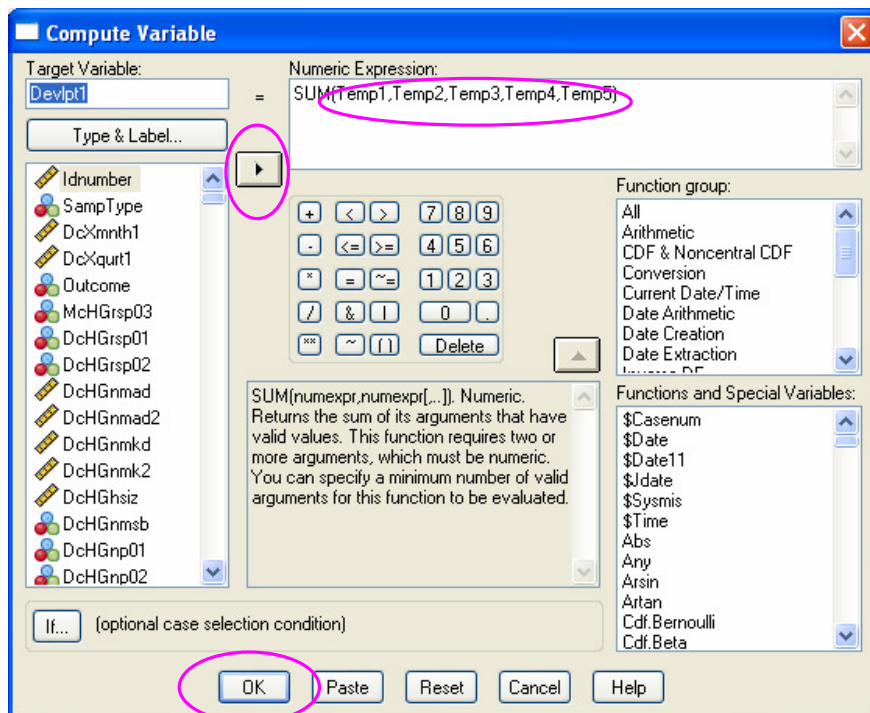 Compute Variable
Target Variable:
Devlpt1
=
Numeric Expression:
SUM(Temp1,Temp2,Temp3,Temp4,Temp5)
Type & Label...
Idnumber
SampType
DcXmnth1
DcXqurt1
Outcome
McHGrsp03
DcHGrsp01
DcHGrsp02
DcHGnmad
DcHGnmad2
DcHGnmkd
DcHGnmk2
DcHGhsiz
DcHGnmsb
DcHGnp01
DcHGnp02
+ < > 7 8 9
- <= >= 4 5 6
* = ~= 1 2 3
/ & | 0 .
** ~ () Delete
Function group:
All
Arithmetic
CDF & Noncentral CDF
Conversion
Current Date/Time
Date Arithmetic
Date Creation
Date Extraction
SUM(numexpr,numexpr[,..]). Numeric.
Returns the sum of its arguments that have
valid values. This function requires two or
more arguments, which must be numeric.
You can specify a minimum number of valid
arguments for this function to be evaluated.
Functions and Special Variables:
$Casenum
$Date
$Date11
$Jdate
$Sysmis
$Time
Abs
Any
Arsin
Artan
Cdf.Bernoulli
Cdf.Beta
If... (optional case selection condition)
OK Paste Reset Cancel Help